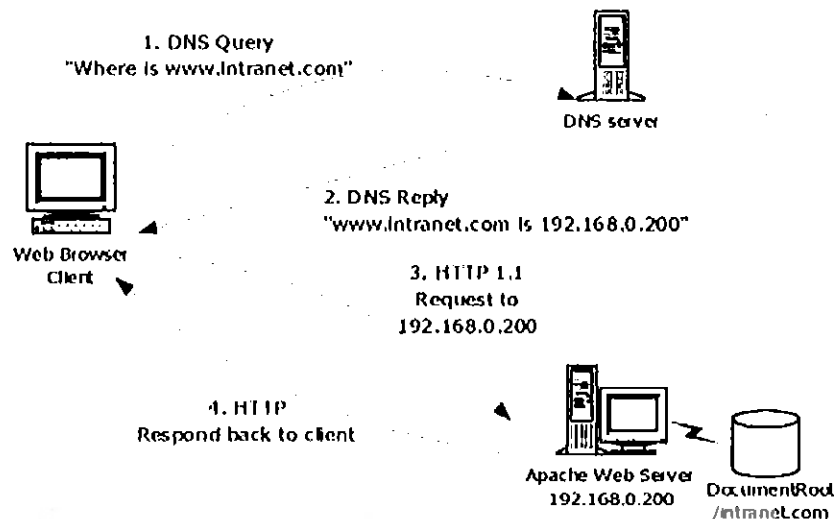 1. DNS Query
"Where is www.intranet.com"
DNS server
2. DNS Reply
"www.intranet.com is 192.168.0.200"
Web Browser
Client
3. HTTP 1.1
Request to
192.168.0.200
4. HTTP
Respond back to client
Apache Web Server
192.168.0.200
DocumentRoot
/intranet.com